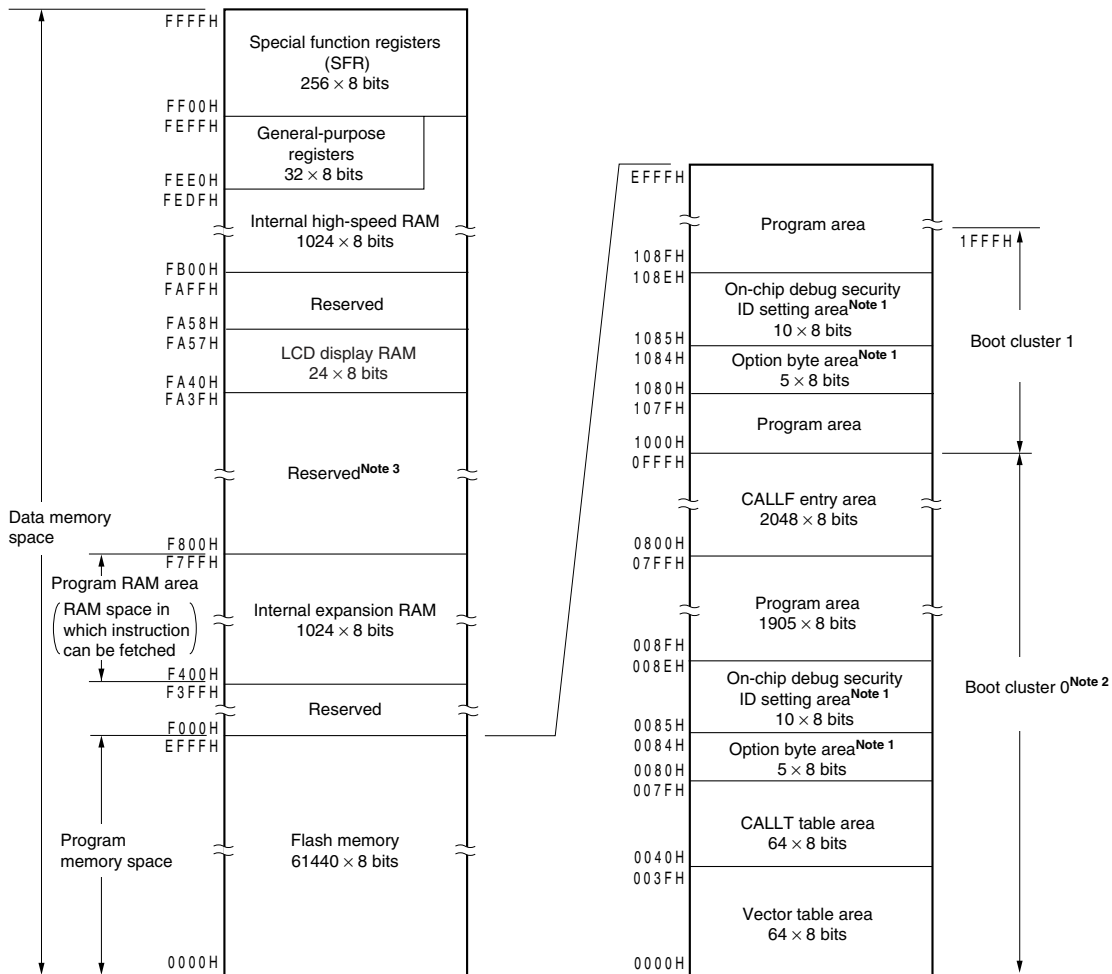 FFFFH
Special function registers
(SFR)
256 × 8 bits
FF00H
FEFFH
General-purpose
registers
32 × 8 bits
FEE0H
FEDFH
Internal high-speed RAM
1024 × 8 bits
FB00H
FAFFH
Reserved
FA58H
FA57H
LCD display RAM
24 × 8 bits
FA40H
FA3FH
Reserved Note 3
Data memory
space
F800H
F7FFH
Program RAM area
RAM space in
which instruction
can be fetched
Internal expansion RAM
1024 × 8 bits
F400H
F3FFH
Reserved
F000H
EFFFH
Program
memory space
Flash memory
61440 × 8 bits
0000H
EFFFH
Program area
1FFFH
108FH
108EH
On-chip debug security
ID setting area Note 1
10 × 8 bits
Boot cluster 1
1085H
1084H
Option byte area Note 1
5 × 8 bits
1080H
107FH
Program area
1000H
0FFFH
CALLF entry area
2048 × 8 bits
0800H
07FFH
Program area
1905 × 8 bits
008FH
008EH
On-chip debug security
ID setting area Note 1
10 × 8 bits
Boot cluster 0 Note 2
0085H
0084H
Option byte area Note 1
5 × 8 bits
0080H
007FH
CALLT table area
64 × 8 bits
0040H
003FH
Vector table area
64 × 8 bits
0000H